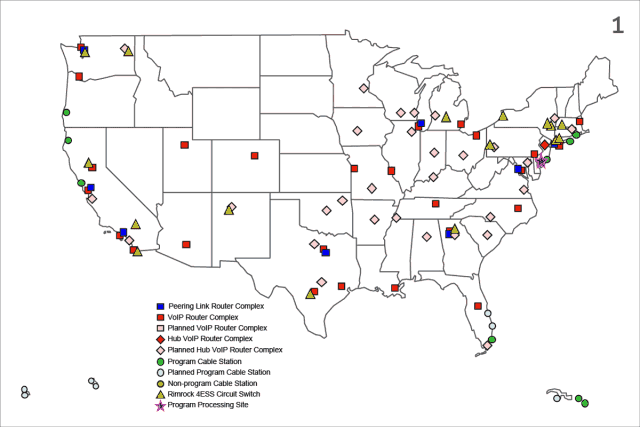 1
Peering Link Router Complex
VoIP Router Complex
Planned VoIP Router Complex
Hub VoIP Router Complex
Planned Hub VoIP Router Complex
Program Cable Station
Planned Program Cable Station
Non-program Cable Station
Rimrock 4ESS Circuit Switch
Program Processing Site